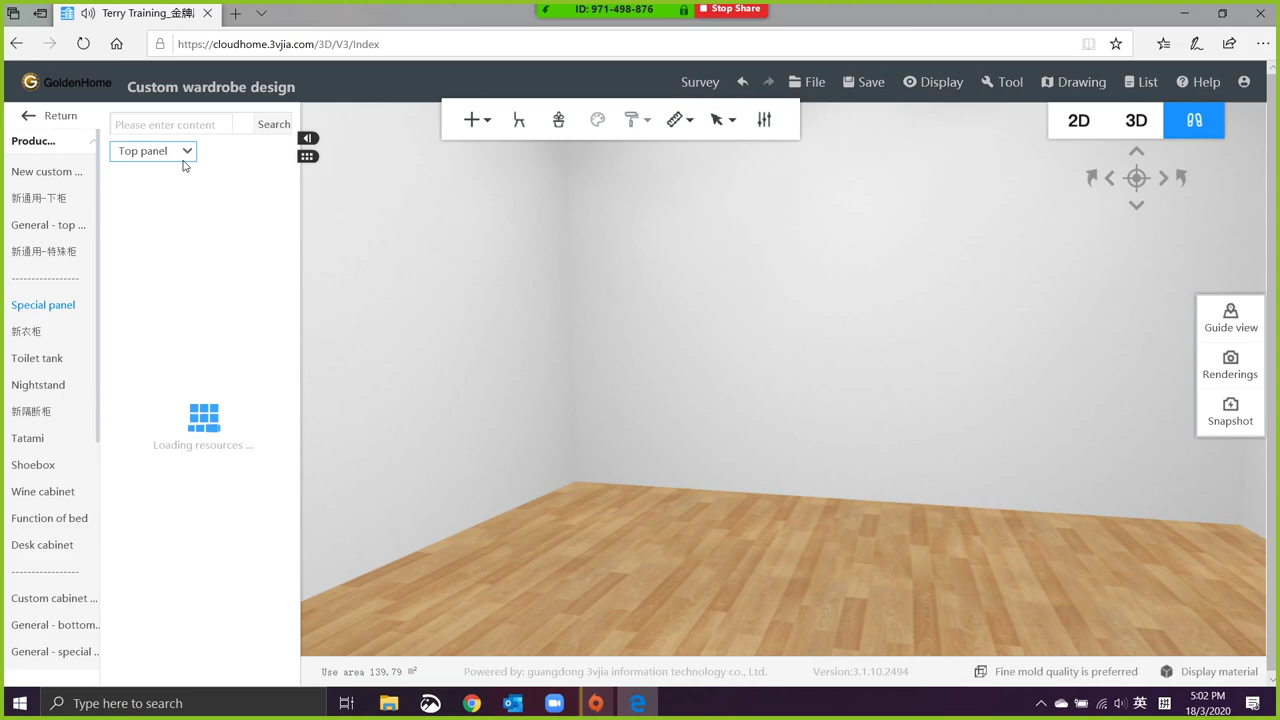 ID: 971-498-876
Stop Share
Terry Training_金牌
https://cloudhome.3vjia.com/3D/V3/Index
GoldenHome
Custom wardrobe design
Survey
File
Save
Display
Tool
Drawing
List
Help
Return
Please enter content
Search
2D
3D
Produc...
Top panel
New custom ...
新通用-下柜
General - top ...
新通用-特殊柜
-----------------
Special panel
新衣柜
Toilet tank
Nightstand
新隔断柜
Tatami
Shoebox
Wine cabinet
Function of bed
Desk cabinet
-----------------
Custom cabinet ...
General - bottom...
General - special ...
Loading resources ...
Guide view
Renderings
Snapshot
Use area 139.79 m²
Powered by: guangdong 3vjia information technology co., Ltd.
Version:3.1.10.2494
Fine mold quality is preferred
Display material
Type here to search
英
拼
5:02 PM
18/3/2020